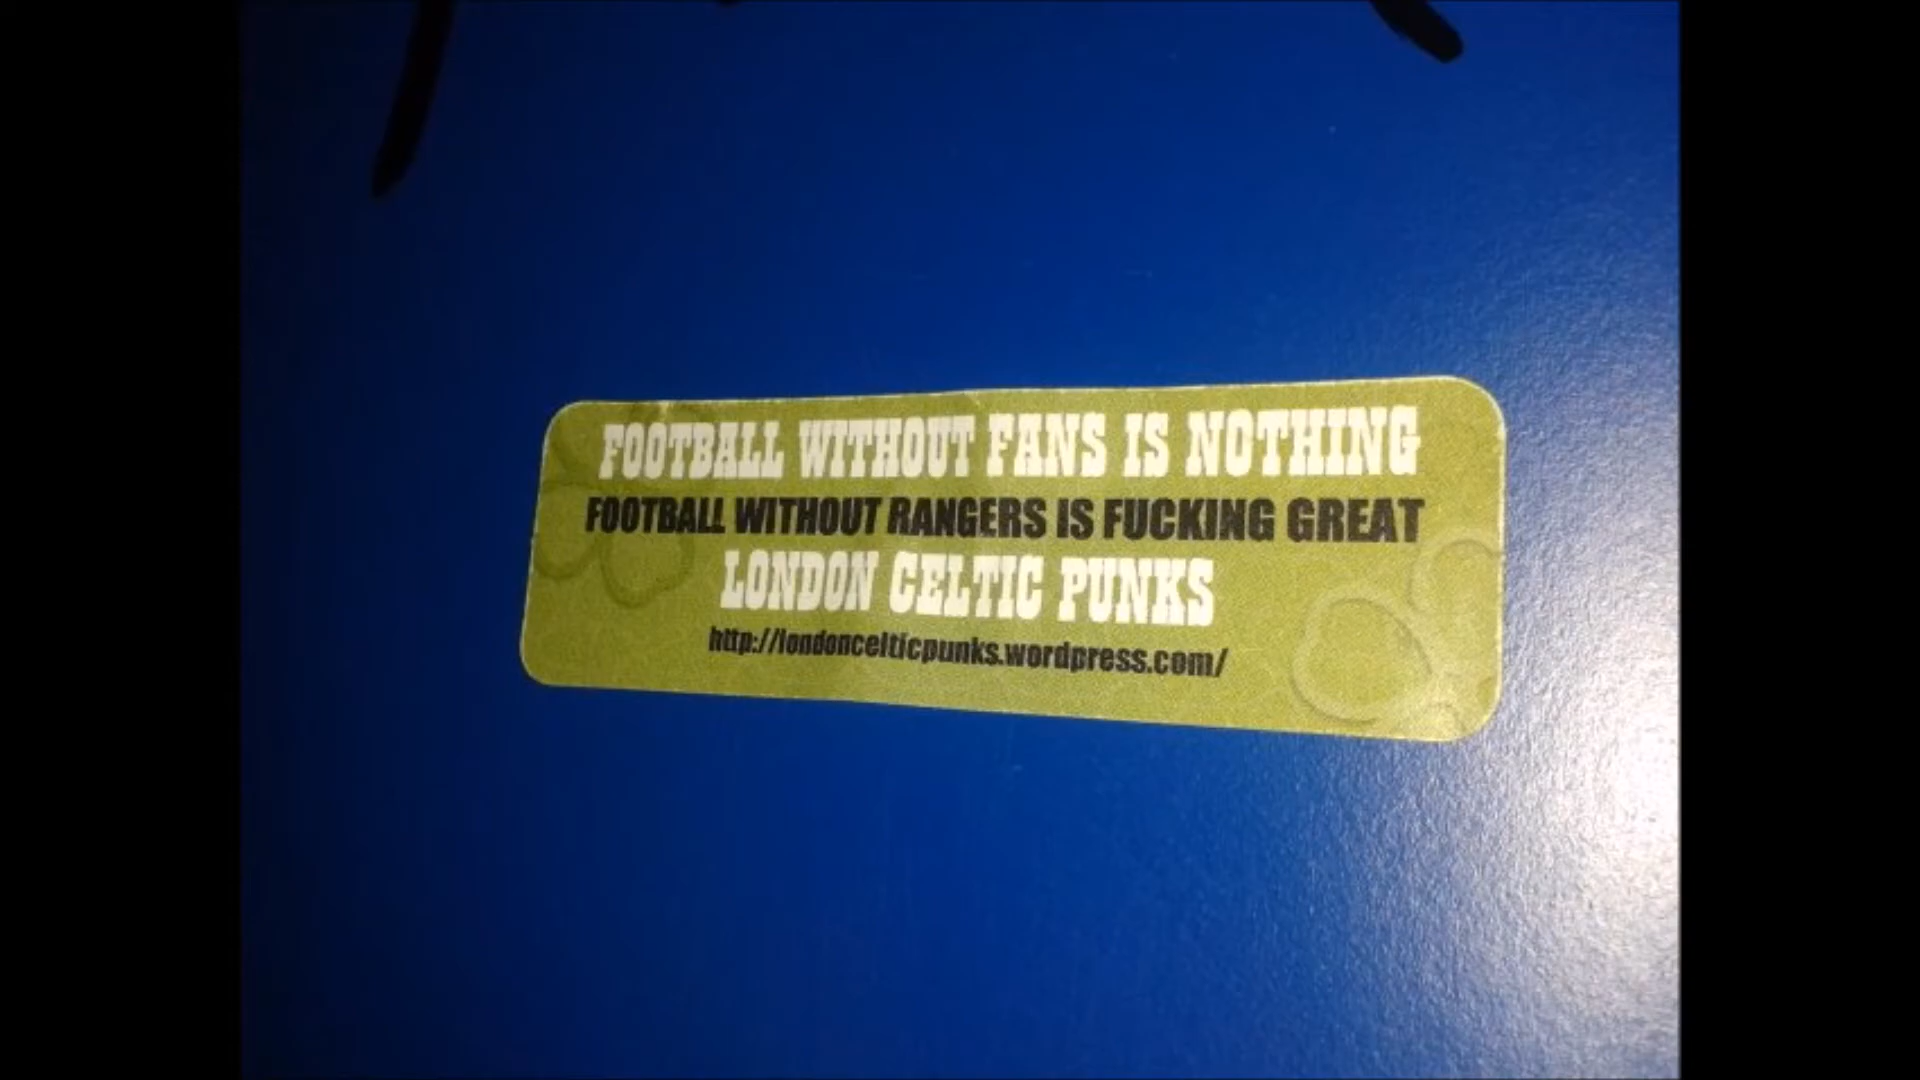 FOOTBALL WITHOUT FANS IS NOTHING
FOOTBALL WITHOUT RANGERS IS FUCKING GREAT
LONDON CELTIC PUNKS
http://londoncelticpunks.wordpress.com/